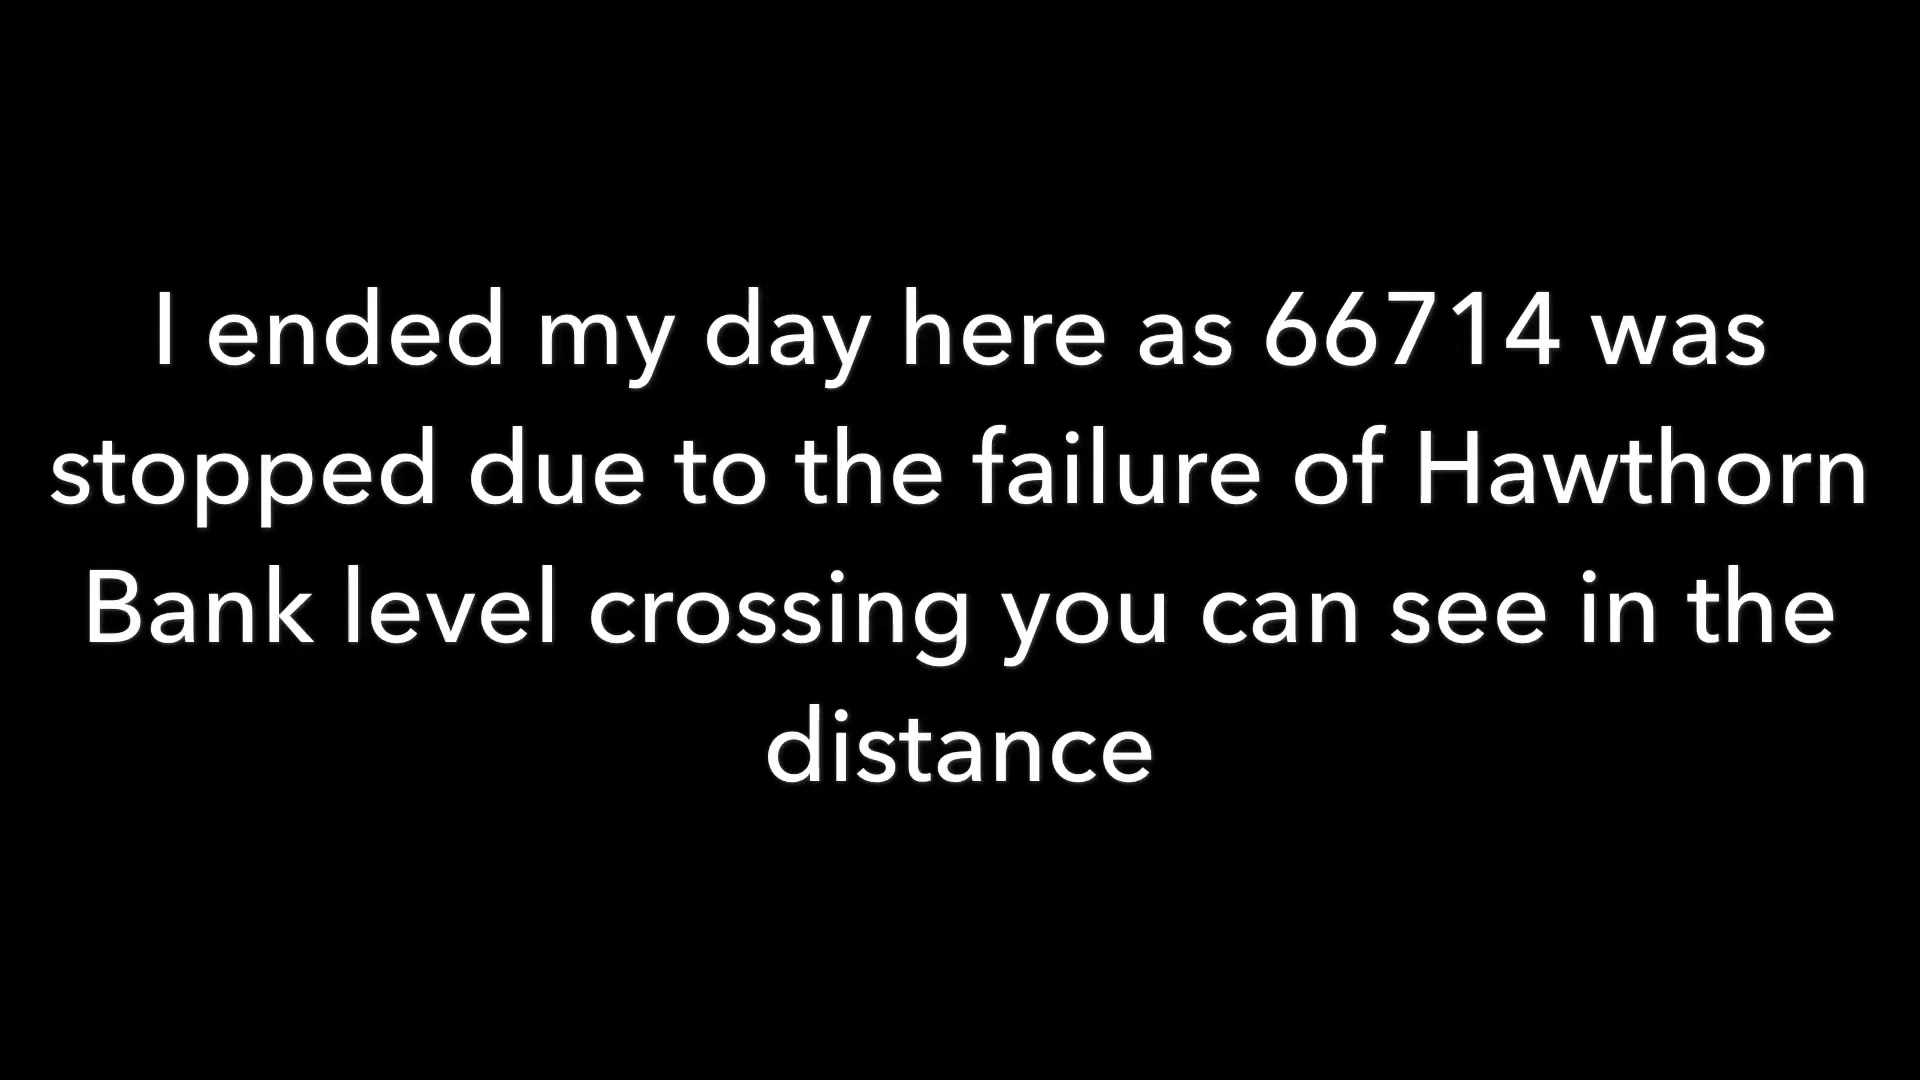 I ended my day here as 66714 was
stopped due to the failure of Hawthorn
Bank level crossing you can see in the
distance